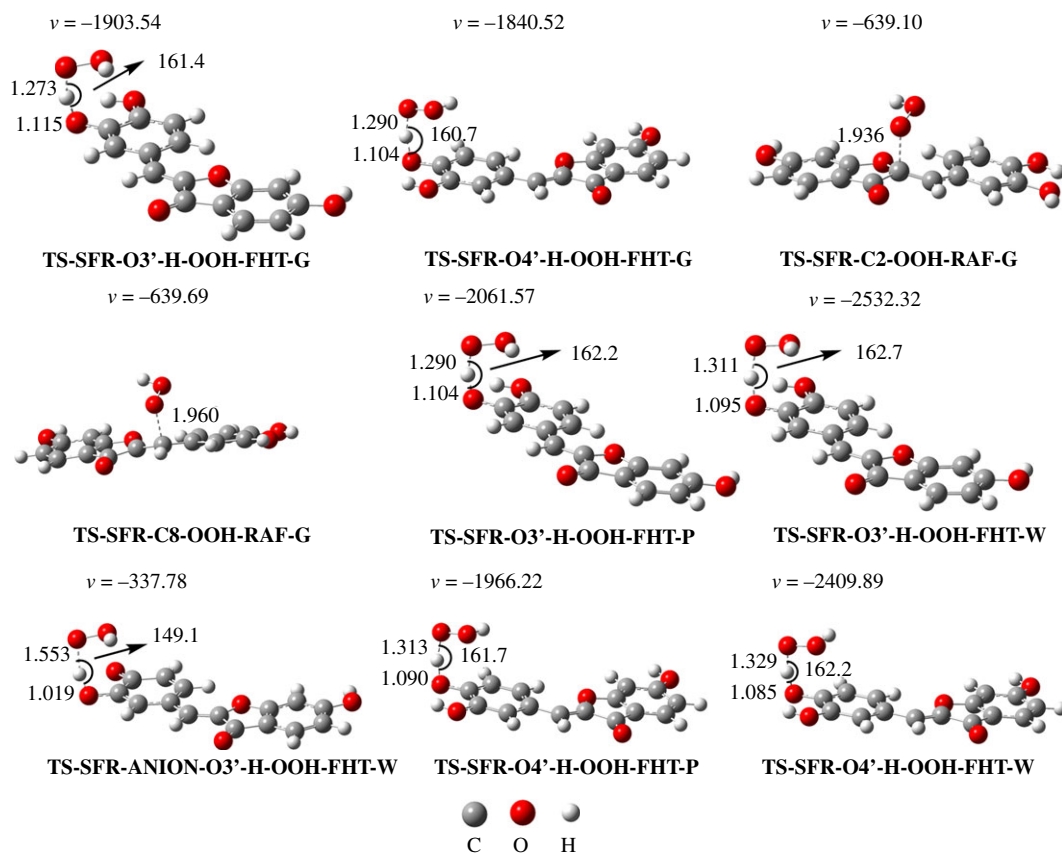 ν = –1903.54
ν = –1840.52
ν = –639.10
161.4
1.273
1.115
1.290
160.7
1.104
1.936
TS-SFR-O3’-H-OOH-FHT-G
TS-SFR-O4’-H-OOH-FHT-G
TS-SFR-C2-OOH-RAF-G
ν = –639.69
ν = –2061.57
ν = –2532.32
1.960
1.290
162.2
1.104
1.311
162.7
1.095
TS-SFR-C8-OOH-RAF-G
TS-SFR-O3’-H-OOH-FHT-P
TS-SFR-O3’-H-OOH-FHT-W
ν = –337.78
ν = –1966.22
ν = –2409.89
1.553
149.1
1.019
1.313
161.7
1.090
1.329
162.2
1.085
TS-SFR-ANION-O3’-H-OOH-FHT-W
TS-SFR-O4’-H-OOH-FHT-P
TS-SFR-O4’-H-OOH-FHT-W
C O H